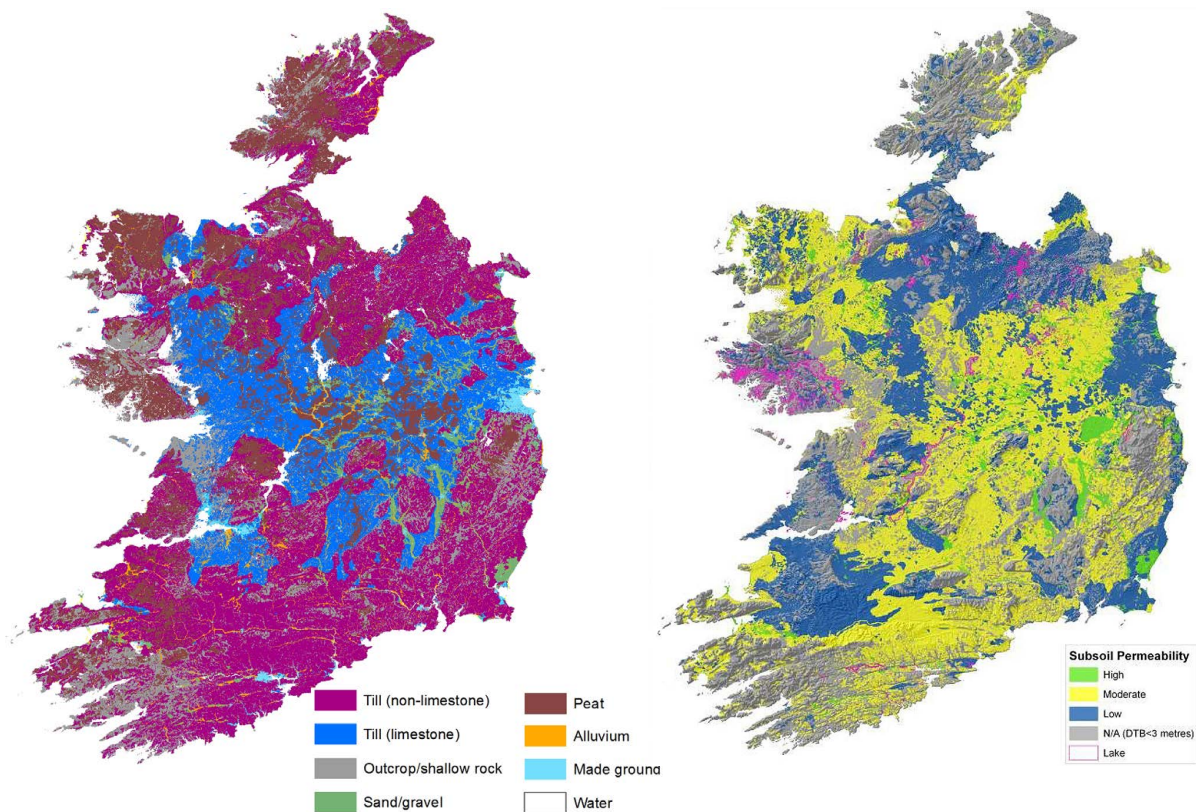 Till (non-limestone)
Till (limestone)
Outcrop/shallow rock
Sand/gravel
Peat
Alluvium
Made ground
Water
Subsoil Permeability
High
Moderate
Low
N/A (DTB<3 metres)
Lake